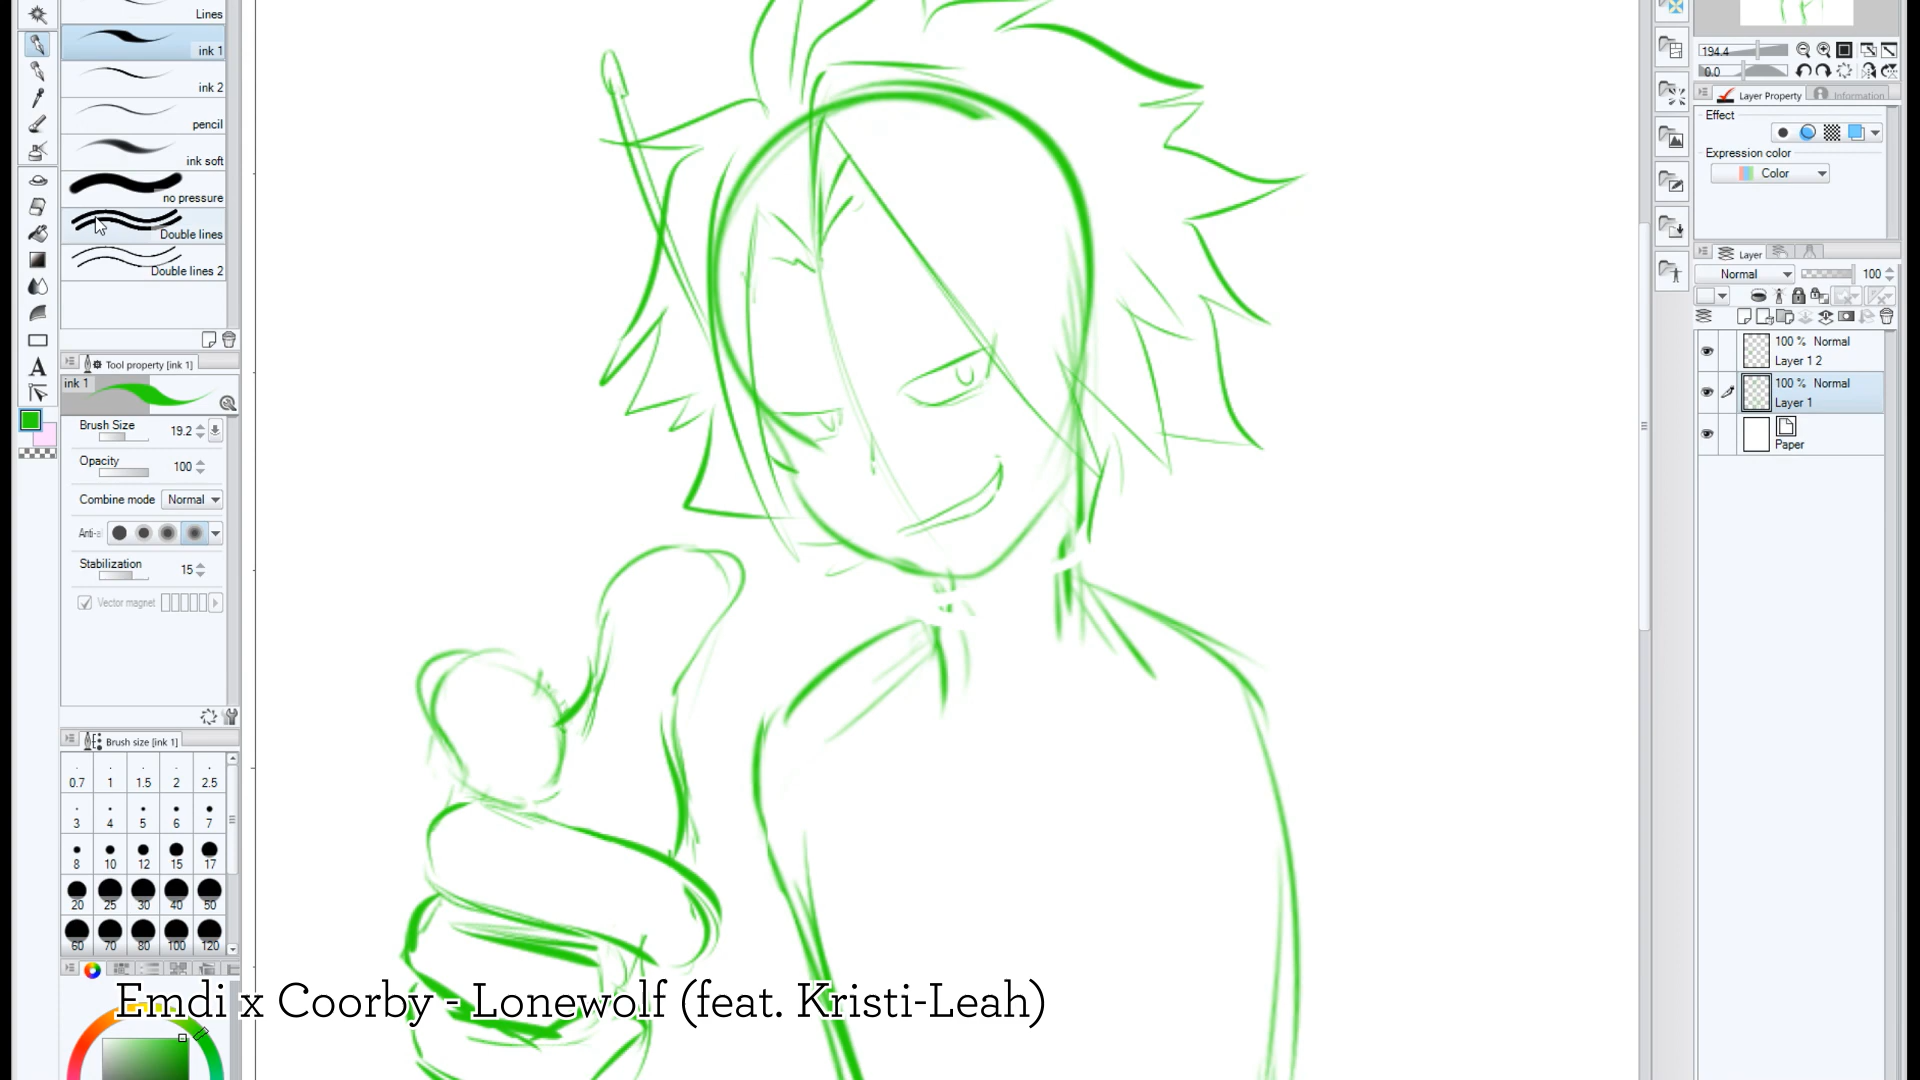 Lines
ink 1
ink 2
pencil
ink soft
no pressure
Double lines
Double lines 2
Tool property [ink 1]
ink 1
Brush Size 19.2
Opacity 100
Combine mode Normal
Anti-a
Stabilization 15
Vector magnet
Brush size [ink 1]
0.7 1 1.5 2 2.5
3 4 5 6 7
8 10 12 15 17
20 25 30 40 50
60 70 80 100 120
Emdi x Coorby - Lonewolf (feat. Kristi-Leah)
194.4
0.0
Layer Property Information
Effect
Expression color
Color
Layer
Normal 100
100 % Normal
Layer 1 2
100 % Normal
Layer 1
Paper